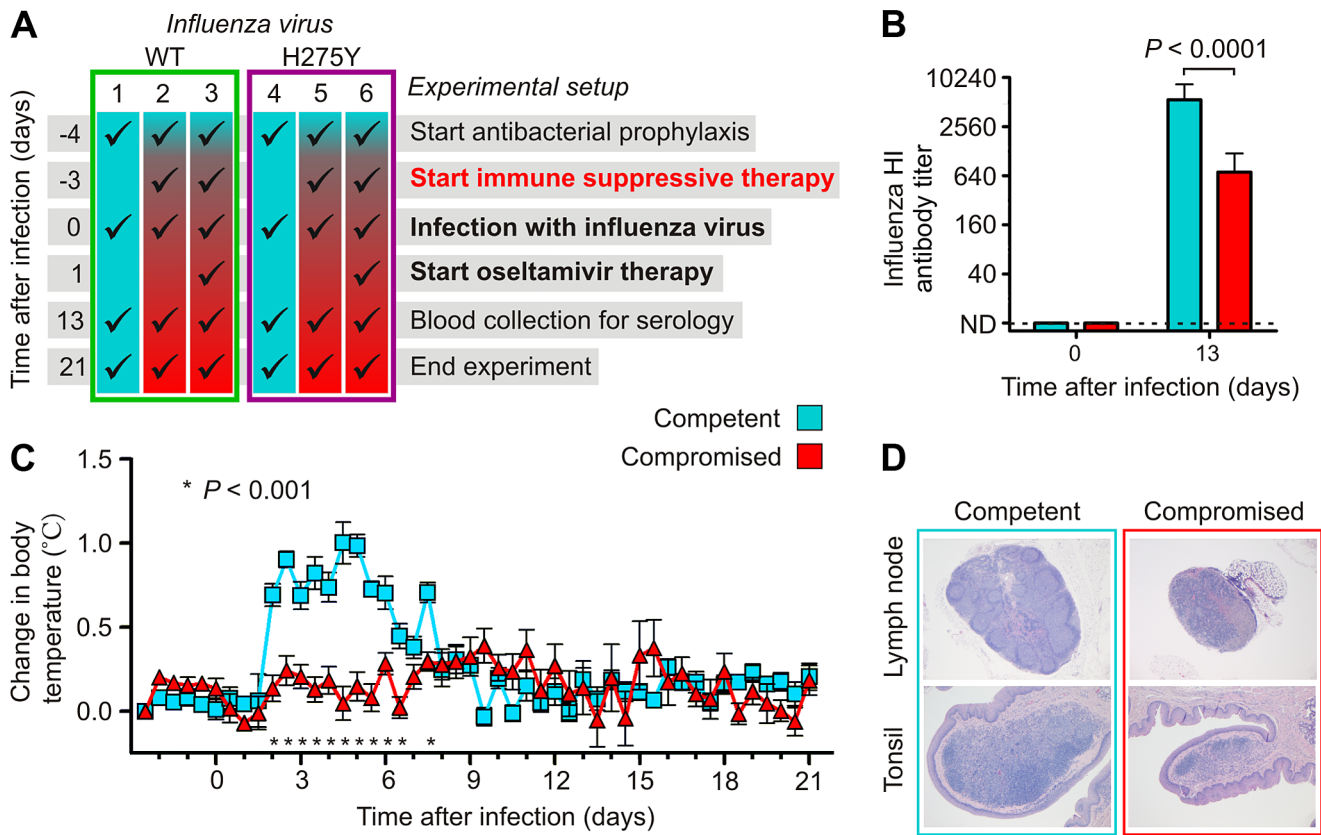 A
Influenza virus
WT
H275Y
1 2 3 4 5 6
Experimental setup
Time after infection (days)
-4 ✓ ✓ ✓ ✓ ✓ ✓ Start antibacterial prophylaxis
-3 ✓ ✓ ✓ ✓ Start immune suppressive therapy
0 ✓ ✓ ✓ ✓ ✓ ✓ Infection with influenza virus
1 ✓ ✓ Start oseltamivir therapy
13 ✓ ✓ ✓ ✓ ✓ ✓ Blood collection for serology
21 ✓ ✓ ✓ ✓ ✓ ✓ End experiment
B
P < 0.0001
Influenza HI
antibody titer
10240
2560
640
160
40
ND
0 13
Time after infection (days)
Competent
Compromised
C
* P < 0.001
Change in body
temperature (°C)
1.5
1.0
0.5
0.0
* * * * * * * * * * *
0 3 6 9 12 15 18 21
Time after infection (days)
D
Competent Compromised
Lymph node
Tonsil